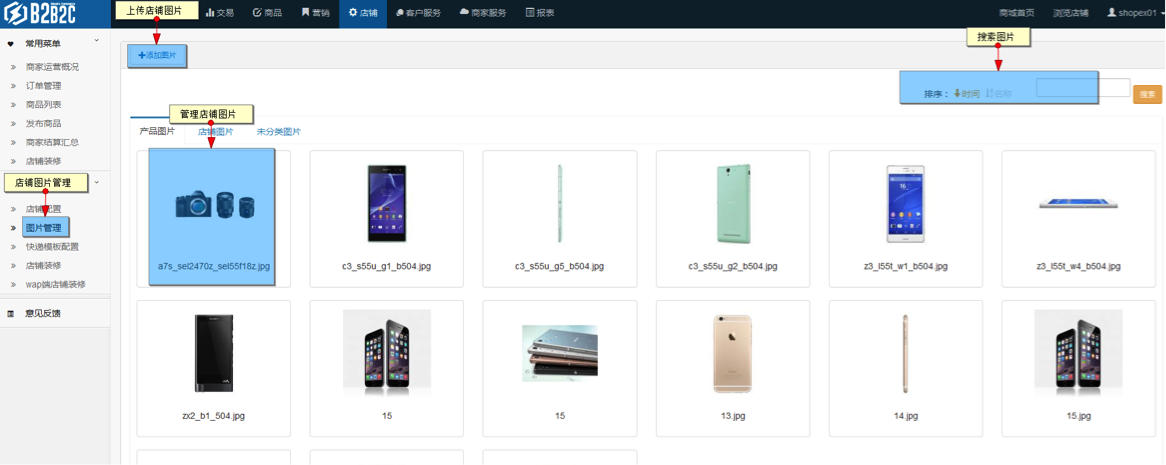 B2B2C
上传店铺图片
交易
商品
营销
店铺
客户服务
商家服务
报表
商城首页
浏览店铺
shopex01
常用菜单
商家运营概况
订单管理
商品列表
发布商品
商家结算汇总
店铺装修
店铺图片管理
店铺配置
图片管理
快递模板配置
店铺装修
wap端店铺装修
意见反馈
+添加图片
搜索图片
排序：
时间
名称
搜索
管理店铺图片
产品图片
店铺图片
未分类图片
a7s_sel2470z_sel55f18z.jpg
c3_s55u_g1_b504.jpg
c3_s55u_g5_b504.jpg
c3_s55u_g2_b504.jpg
z3_l55t_w1_b504.jpg
z3_l55t_w4_b504.jpg
zx2_b1_504.jpg
15
15
13.jpg
14.jpg
15.jpg